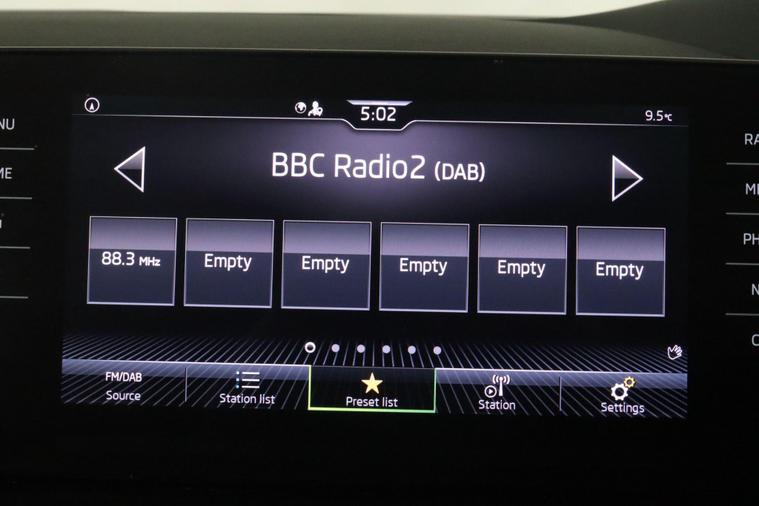 5:02
9.5°C
BBC Radio2 (DAB)
88.3 MHz
Empty
Empty
Empty
Empty
Empty
FM/DAB
Source
Station list
Preset list
Station
Settings